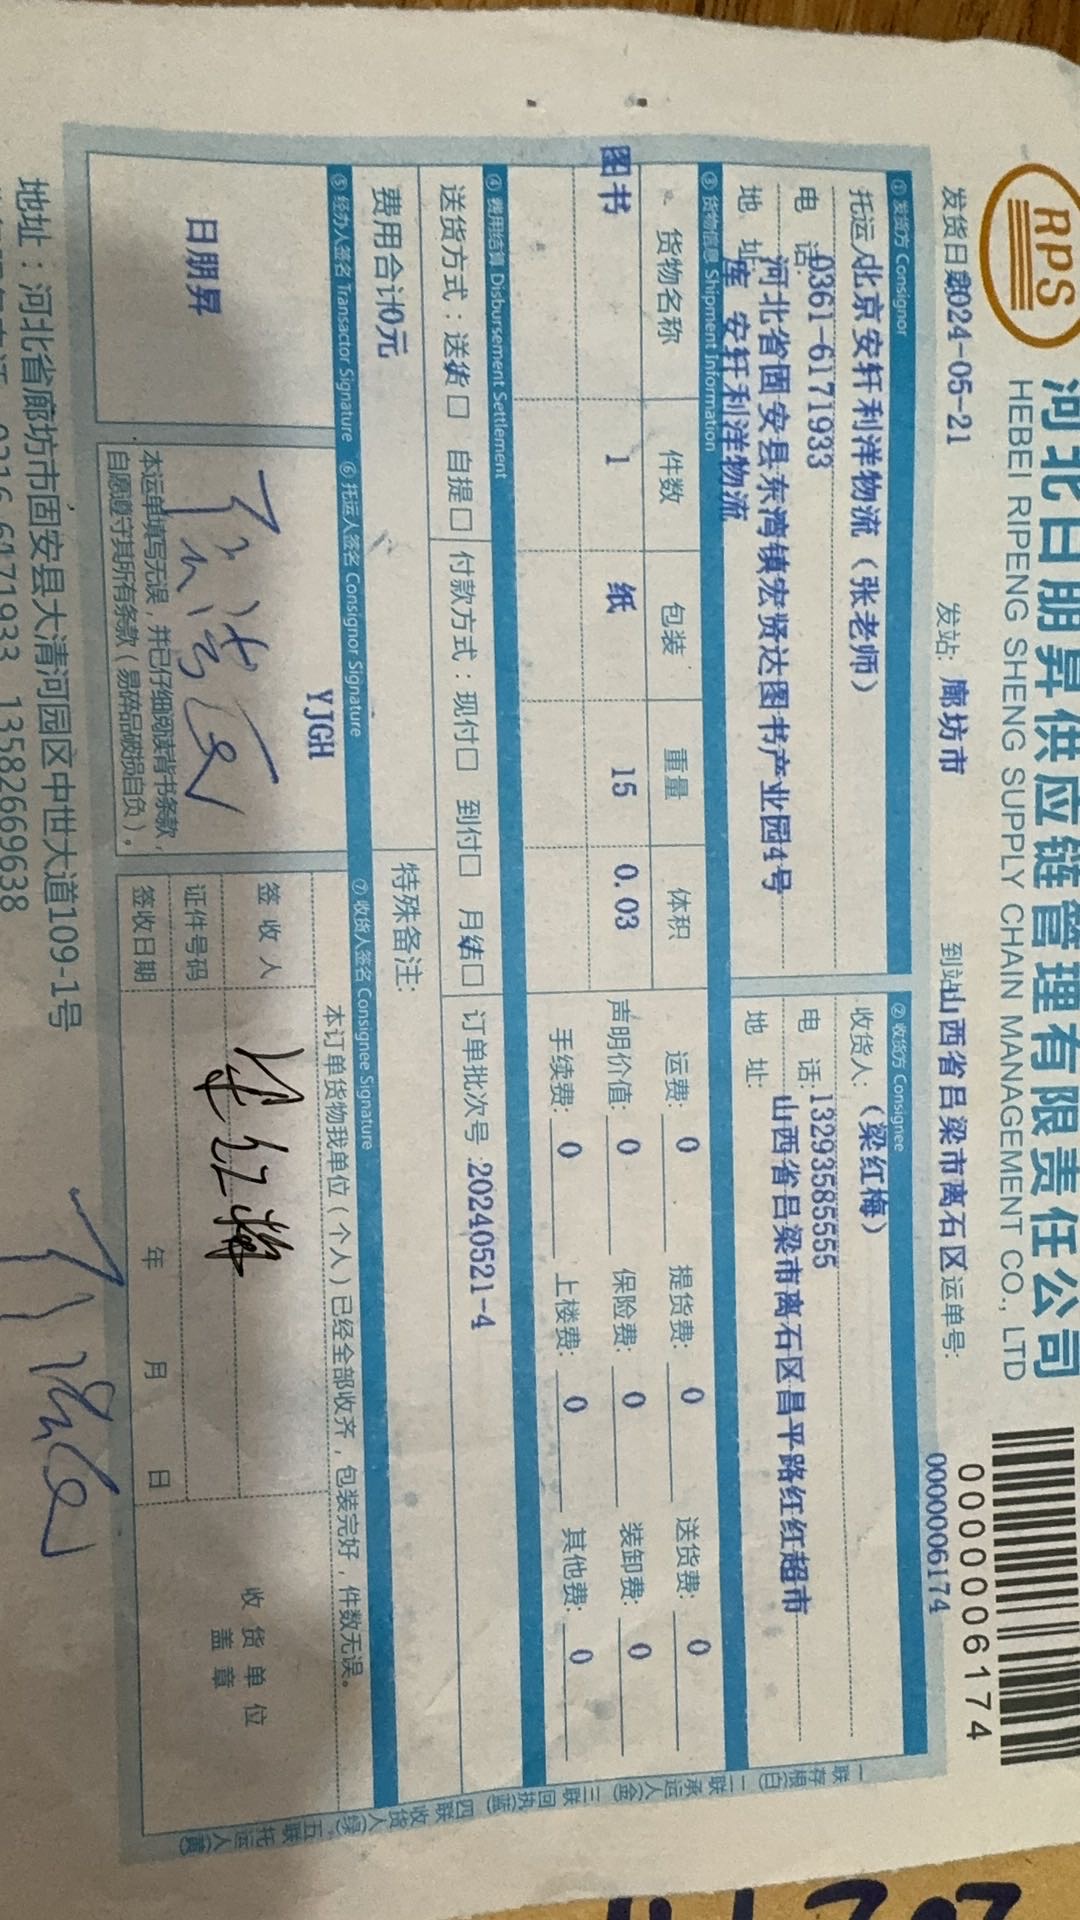 RPS
河北日朋昇供应链管理有限责任公司
HEBEI RIPENG SHENG SUPPLY CHAIN MANAGEMENT CO., LTD
0000006174
发货日期2024-05-21 发站: 廊坊市 到站:山西省吕梁市离石区 运单号: 0000006174
① 发货方 Consignor
托运人:北京安轩利洋物流（张老师）
电 话:0361-6171933
地 址: 河北省固安县东湾镇宏贤达图书产业园4号
库 安轩利洋物流
② 收货方 Consignee
收货人: （梁红梅）
电 话:13293585555
地 址: 山西省吕梁市离石区昌平路红红超市
③ 货物信息 Shipment Information
货物名称 件数 包装 重量 体积
图书 1 纸 15 0.03
运费: 0 提货费: 0 送货费: 0
声明价值: 0 保险费: 0 装卸费: 0
手续费: 0 上楼费: 0 其他费: 0
④ 费用结算 Disbursement Settlement
送货方式：送货□ 自提□ 付款方式：现付□ 到付□ 月结□ 订单批次号:20240521-4
费用合计:0元 特殊备注:
⑤ 经办人签名 Transactor Signature
日朋昇
⑥ 托运人签名 Consignor Signature
YJGH
本运单填写无误，并已仔细阅读背书条款，
自愿遵守其所有条款（易碎品破损自负）。
⑦ 收货人签名 Consignee Signature
本订单货物我单位（个人）已经全部收齐，包装完好，件数无误。
签 收 人 梁红梅
证件号码
签收日期 年 月 日
收货单位
盖章
地址：河北省廊坊市固安县大清河园区中世大道109-1号
0316-6171933 13582669638
一联存根(白) 二联承运人(金) 三联回执(蓝) 四联收货人(绿) 五联托运人(黄)